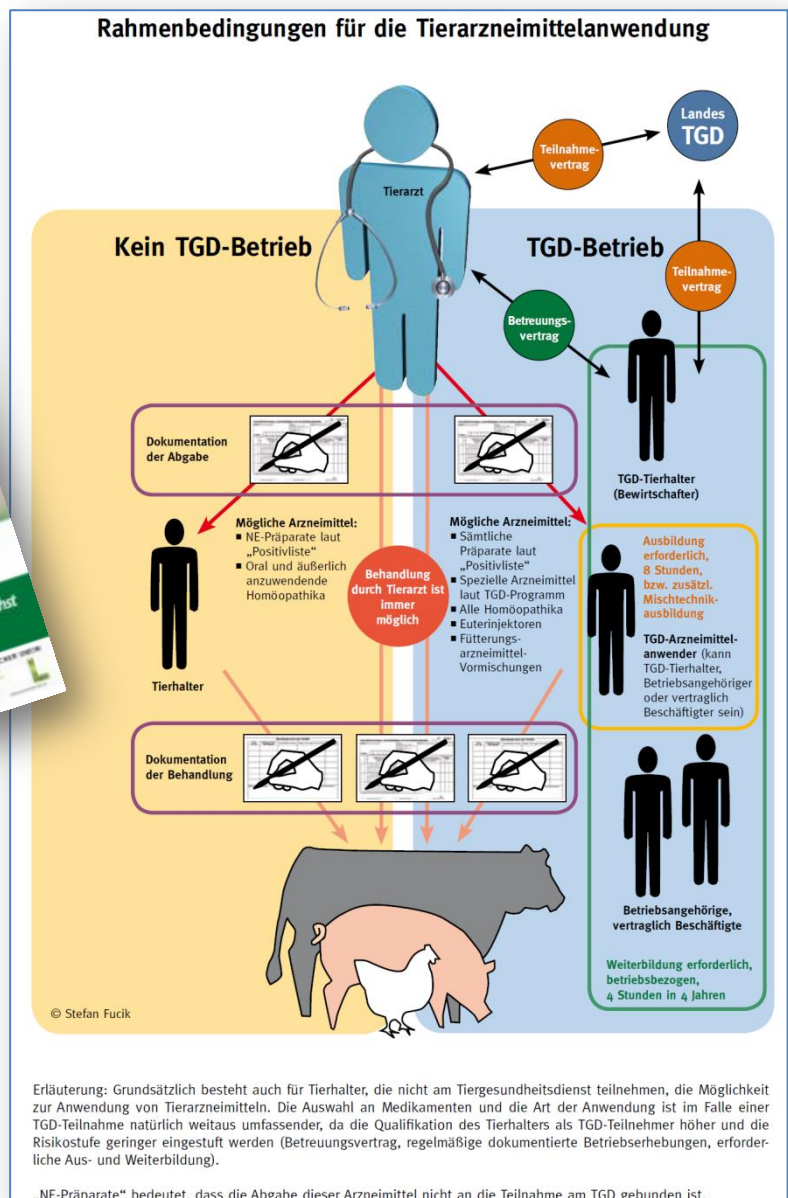 Rahmenbedingungen für die Tierarzneimittelanwendung
Landes
TGD
Teilnahme-
vertrag
Tierarzt
Kein TGD-Betrieb
TGD-Betrieb
Teilnahme-
vertrag
Betreuungs-
vertrag
Dokumentation
der Abgabe
TGD-Tierhalter
(Bewirtschafter)
Mögliche Arzneimittel:
■ NE-Präparate laut
„Positivliste“
■ Oral und äußerlich
anzuwendende
Homöopathika
Behandlung
durch Tierarzt ist
immer
möglich
Mögliche Arzneimittel:
■ Sämtliche
Präparate laut
„Positivliste“
■ Spezielle Arzneimittel
laut TGD-Programm
■ Alle Homöopathika
■ Euterinjektoren
■ Fütterungs-
arzneimittel-
Vormischungen
Ausbildung
erforderlich,
8 Stunden,
bzw. zusätzl.
Mischtechnik-
ausbildung
TGD-Arzneimittel-
anwender (kann
TGD-Tierhalter,
Betriebsangehöriger
oder vertraglich
Beschäftigter sein)
Tierhalter
Dokumentation
der Behandlung
Betriebsangehörige,
vertraglich Beschäftigte
Weiterbildung erforderlich,
betriebsbezogen,
4 Stunden in 4 Jahren
© Stefan Fucik
Erläuterung: Grundsätzlich besteht auch für Tierhalter, die nicht am Tiergesundheitsdienst teilnehmen, die Möglichkeit
zur Anwendung von Tierarzneimitteln. Die Auswahl an Medikamenten und die Art der Anwendung ist im Falle einer
TGD-Teilnahme natürlich weitaus umfassender, da die Qualifikation des Tierhalters als TGD-Teilnehmer höher und die
Risikostufe geringer eingestuft werden (Betreuungsvertrag, regelmäßige dokumentierte Betriebserhebungen, erforder-
liche Aus- und Weiterbildung).
„NE-Präparate“ bedeutet, dass die Abgabe dieser Arzneimittel nicht an die Teilnahme am TGD gebunden ist